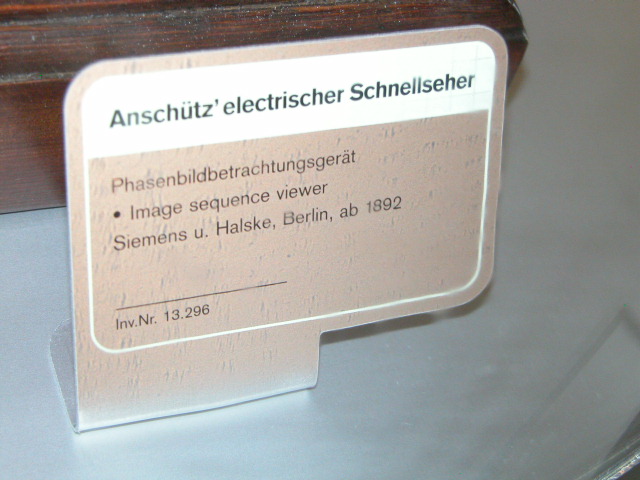 Anschütz' electrischer Schnellseher
Phasenbildbetrachtungsgerät
• Image sequence viewer
Siemens u. Halske, Berlin, ab 1892
Inv.Nr. 13.296